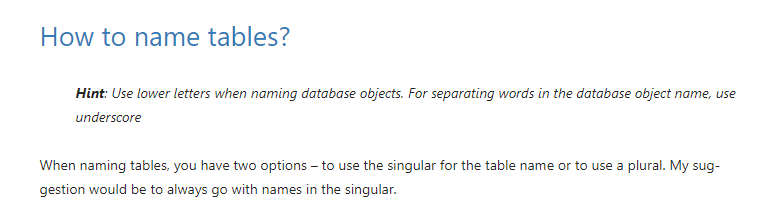 How to name tables?
Hint: Use lower letters when naming database objects. For separating words in the database object name, use
underscore
When naming tables, you have two options – to use the singular for the table name or to use a plural. My sug-
gestion would be to always go with names in the singular.